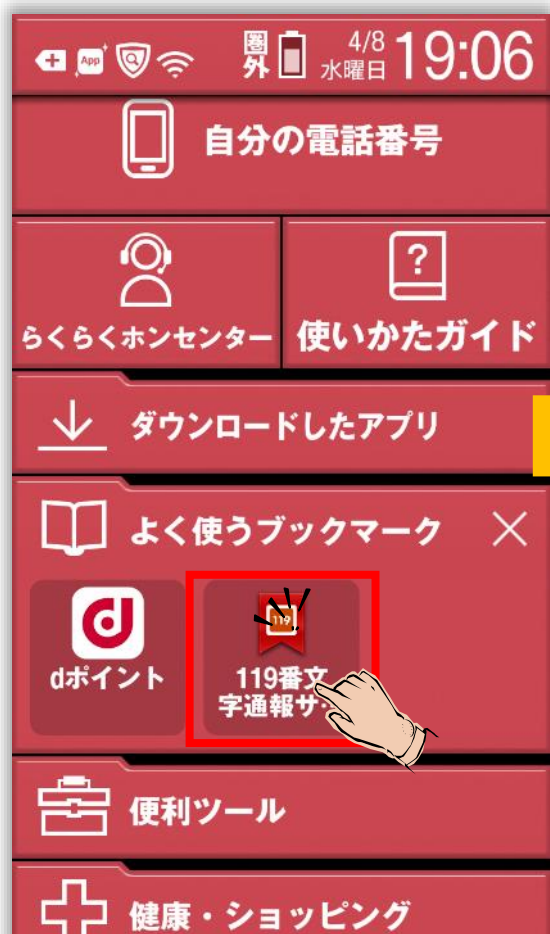 App
圏外
4/8
水曜日
19:06
自分の電話番号
らくらくホンセンター
使いかたガイド
?
ダウンロードしたアプリ
よく使うブックマーク
d
dポイント
119
119番文
字通報サ…
便利ツール
健康・ショッピング